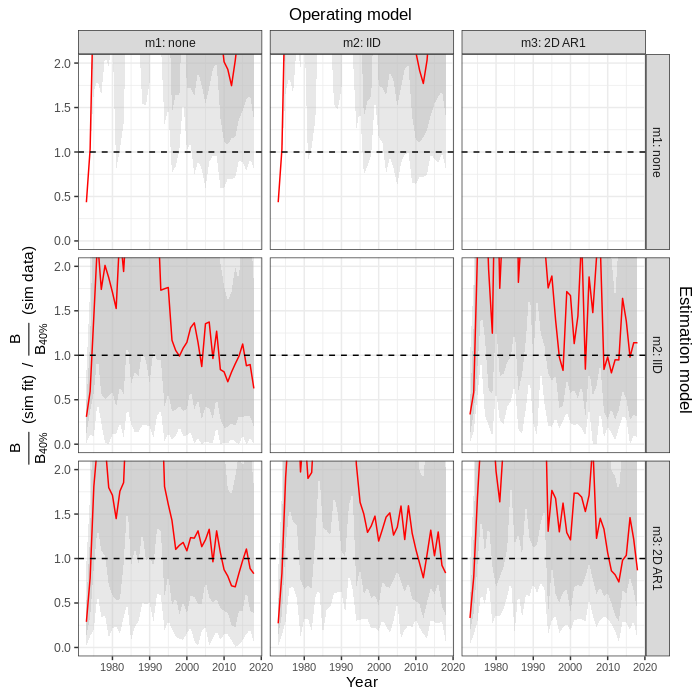 Operating model
m1: none m2: IID m3: 2D AR1
2.0
1.5
1.0
0.5
0.0
m1: none
2.0
1.5
1.0
0.5
0.0
m2: IID
2.0
1.5
1.0
0.5
0.0
m3: 2D AR1
Estimation model
B/B40% (sim fit) / B/B40% (sim data)
1980 1990 2000 2010 2020 1980 1990 2000 2010 2020 1980 1990 2000 2010 2020
Year